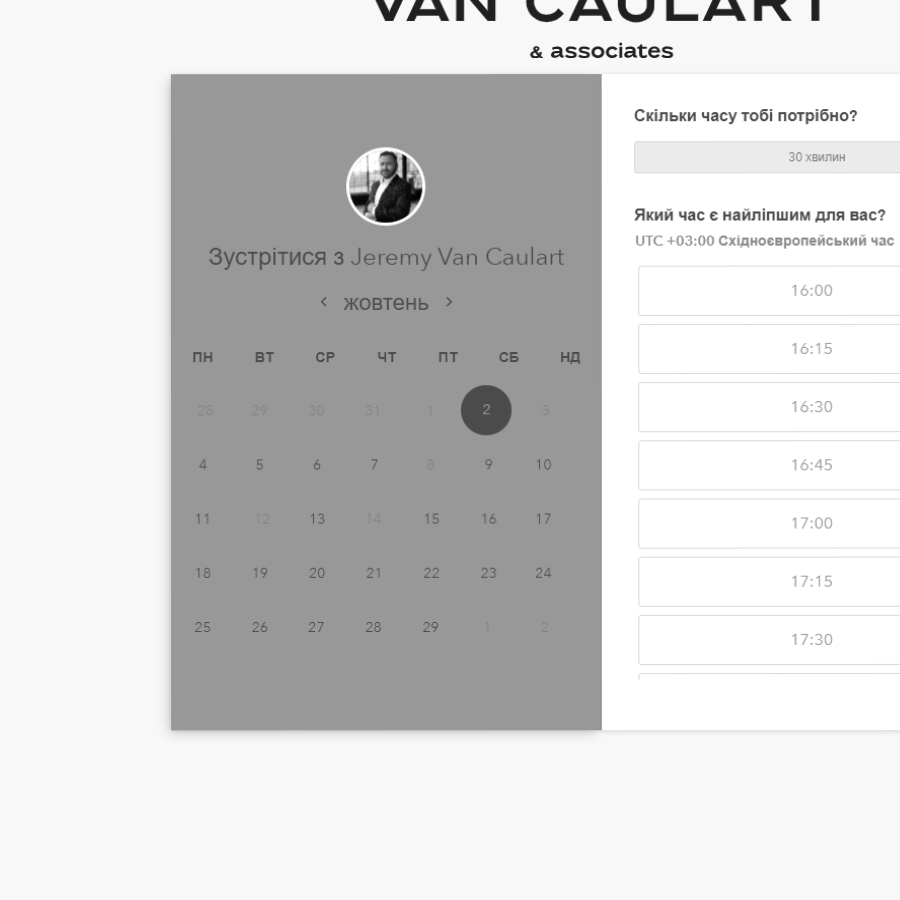 VAN CAULART
& associates
Зустрітися з Jeremy Van Caulart
жовтень
ПН ВТ СР ЧТ ПТ СБ НД
28 29 30 31 1 2 3
4 5 6 7 8 9 10
11 12 13 14 15 16 17
18 19 20 21 22 23 24
25 26 27 28 29 1 2
Скільки часу тобі потрібно?
30 хвилин
Який час є найліпшим для вас?
UTC +03:00 Східноєвропейський час
16:00
16:15
16:30
16:45
17:00
17:15
17:30